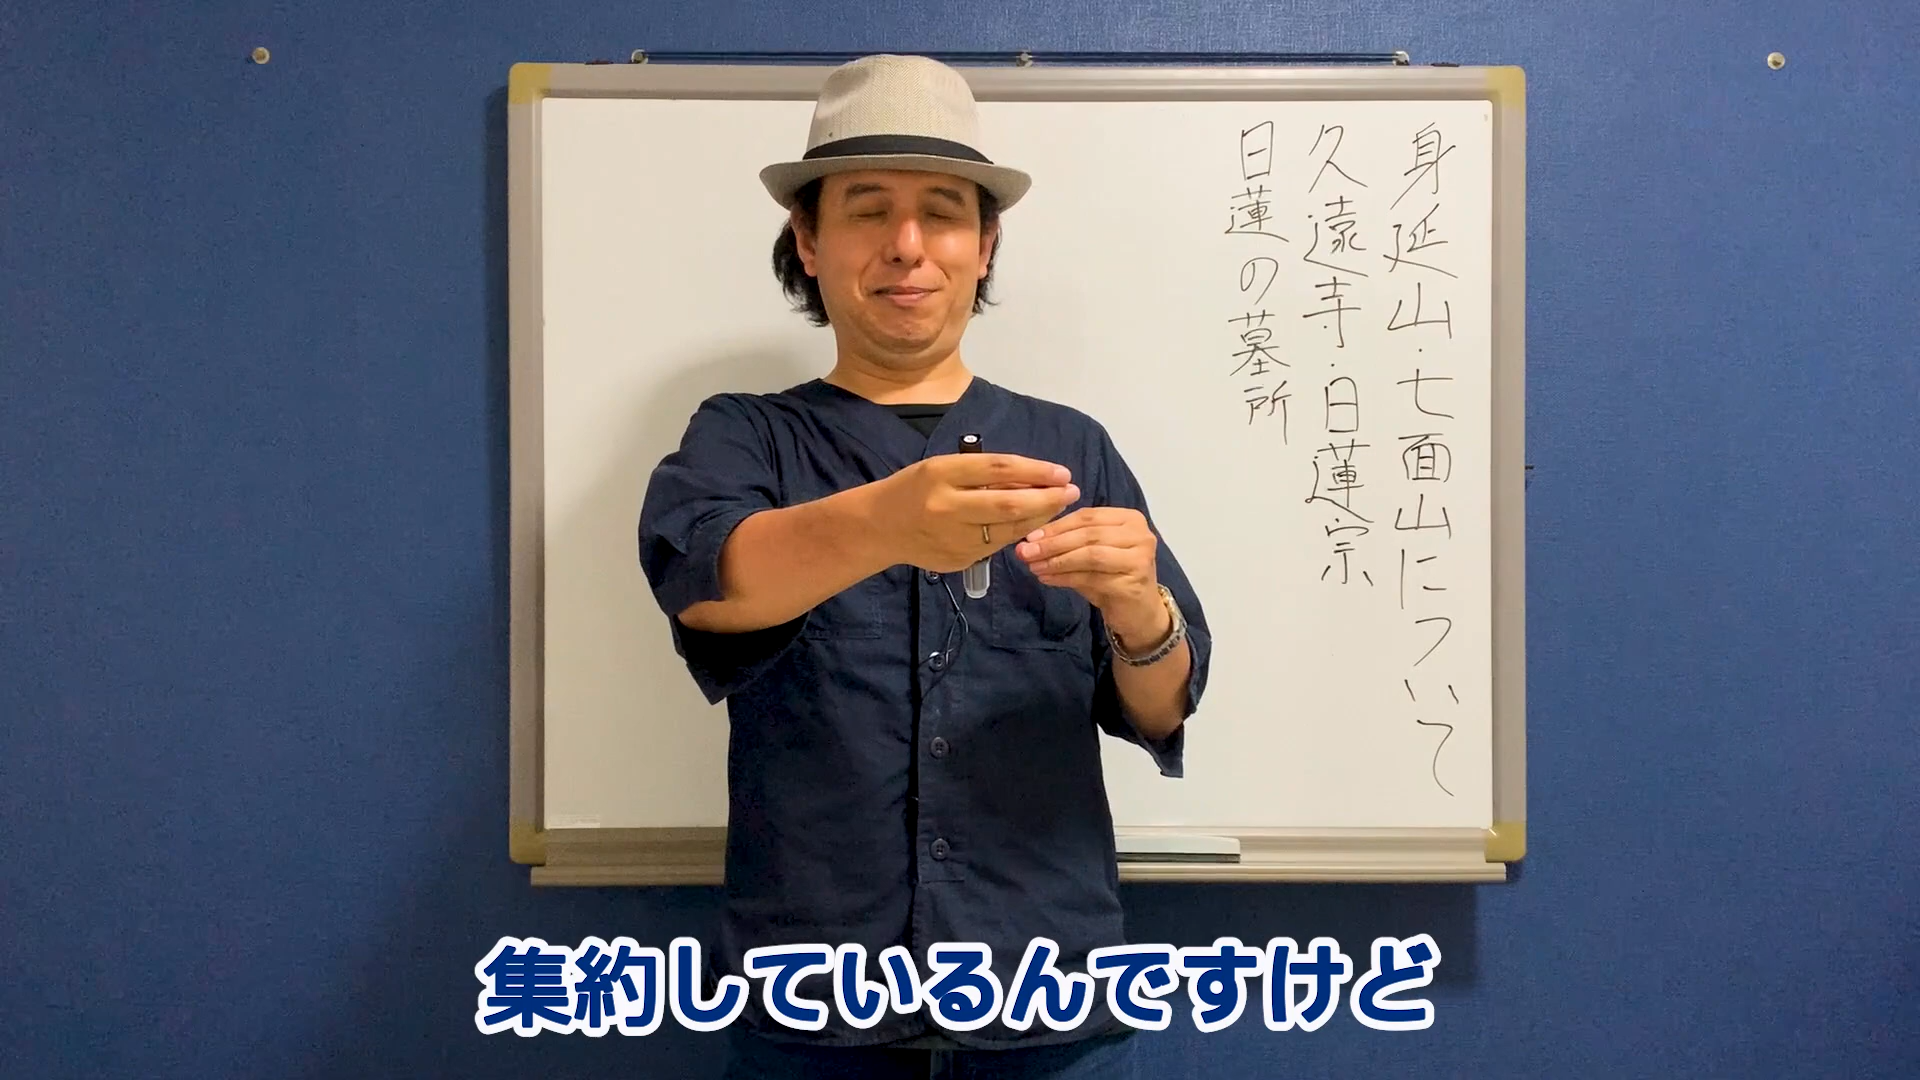 身延山・七面山について
久遠寺・日蓮宗
日蓮の墓所
集約しているんですけど